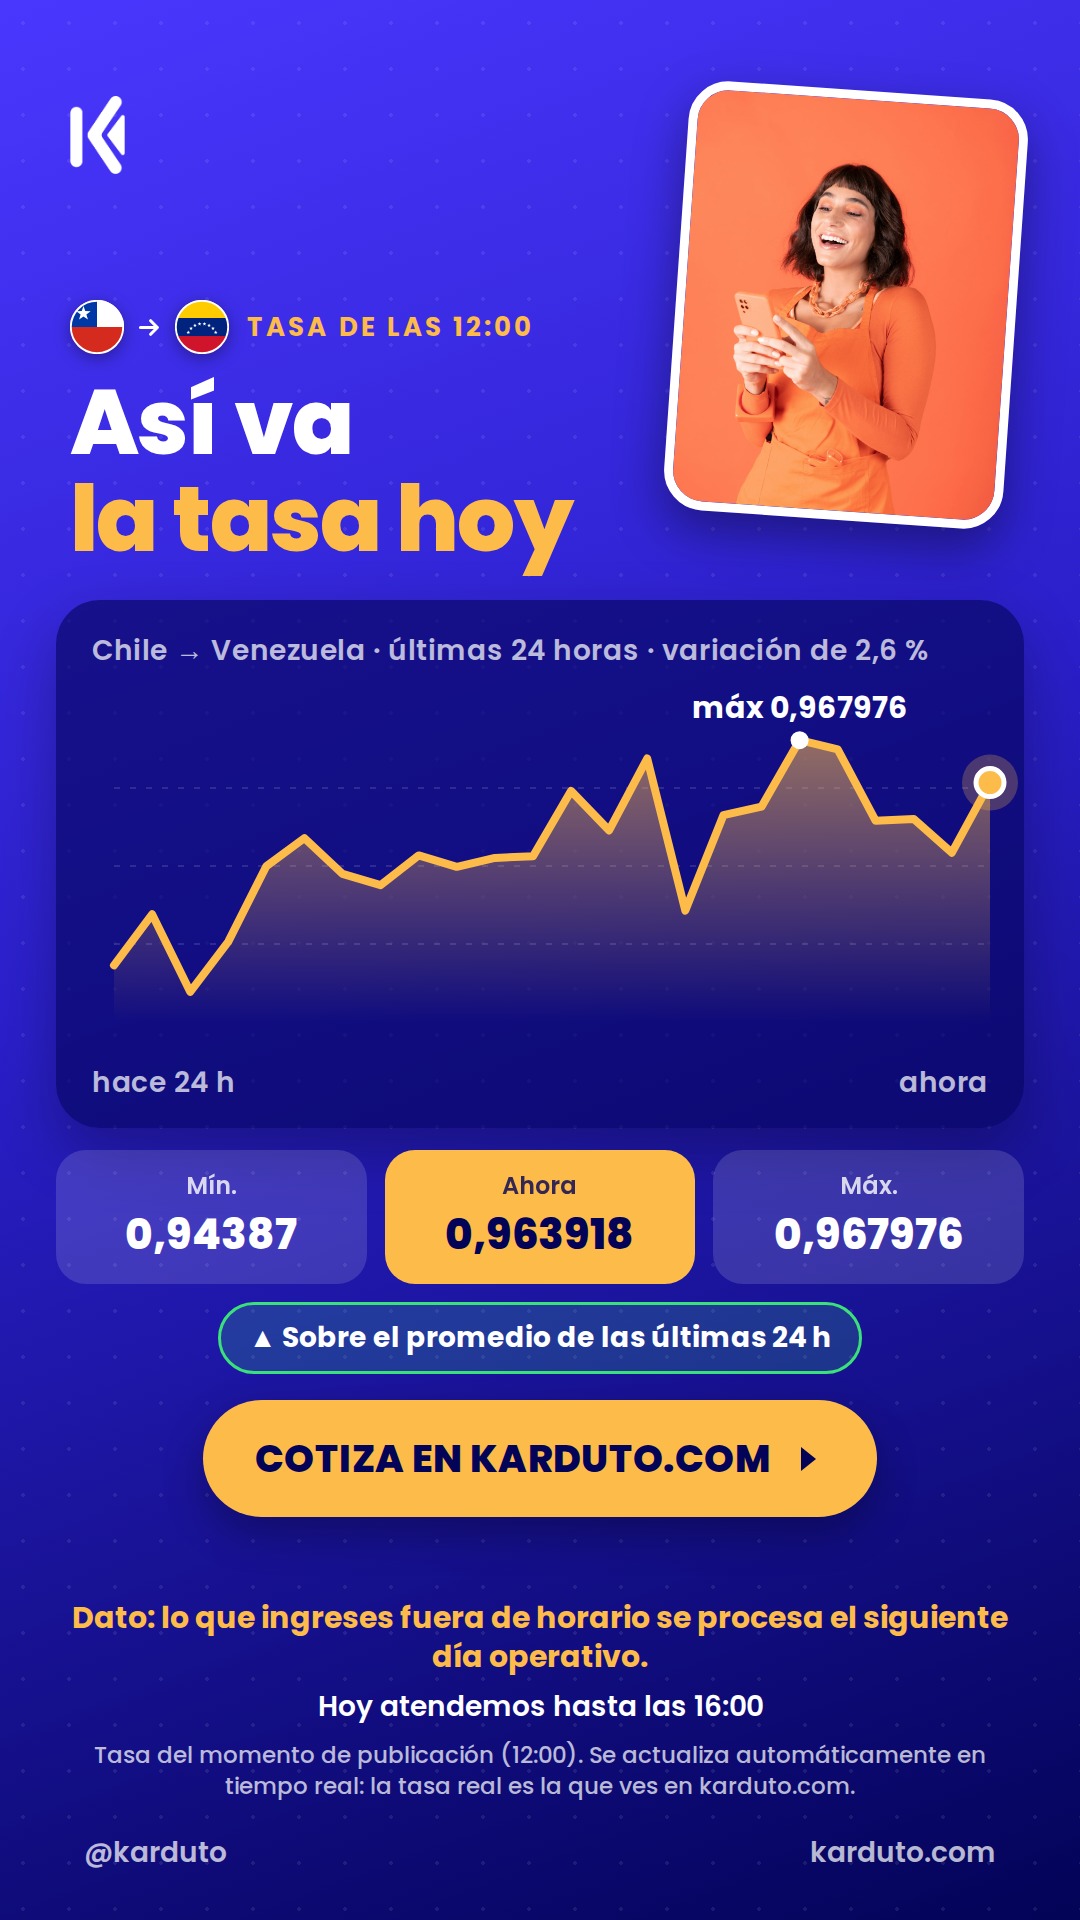 TASA DE LAS 12:00
Así va
la tasa hoy
Chile → Venezuela · últimas 24 horas · variación de 2,6 %
máx 0,967976
hace 24 h
ahora
Mín.
0,94387
Ahora
0,963918
Máx.
0,967976
▲ Sobre el promedio de las últimas 24 h
COTIZA EN KARDUTO.COM
Dato: lo que ingreses fuera de horario se procesa el siguiente
día operativo.
Hoy atendemos hasta las 16:00
Tasa del momento de publicación (12:00). Se actualiza automáticamente en
tiempo real: la tasa real es la que ves en karduto.com.
@karduto
karduto.com